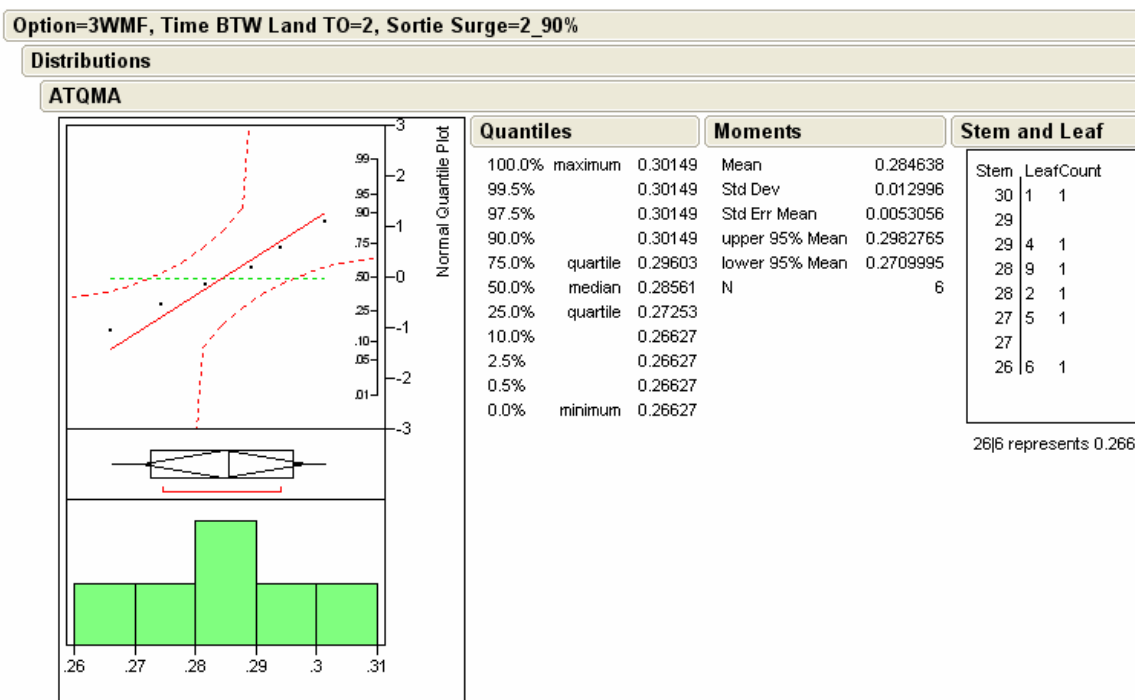 Option=3WMF, Time BTW Land TO=2, Sortie Surge=2_90%
Distributions
ATQMA
3
2
1
0
-1
-2
-3
.99
.95
.90
.75
.50
.25
.10
.05
.01
Normal Quantile Plot
.26 .27 .28 .29 .3 .31
Quantiles
100.0% maximum 0.30149
99.5% 0.30149
97.5% 0.30149
90.0% 0.30149
75.0% quartile 0.29603
50.0% median 0.28561
25.0% quartile 0.27253
10.0% 0.26627
2.5% 0.26627
0.5% 0.26627
0.0% minimum 0.26627
Moments
Mean 0.284638
Std Dev 0.012996
Std Err Mean 0.0053056
upper 95% Mean 0.2982765
lower 95% Mean 0.2709995
N 6
Stem and Leaf
Stem Leaf Count
30 1 1
29
29 4 1
28 9 1
28 2 1
27 5 1
27
26 6 1
26|6 represents 0.266